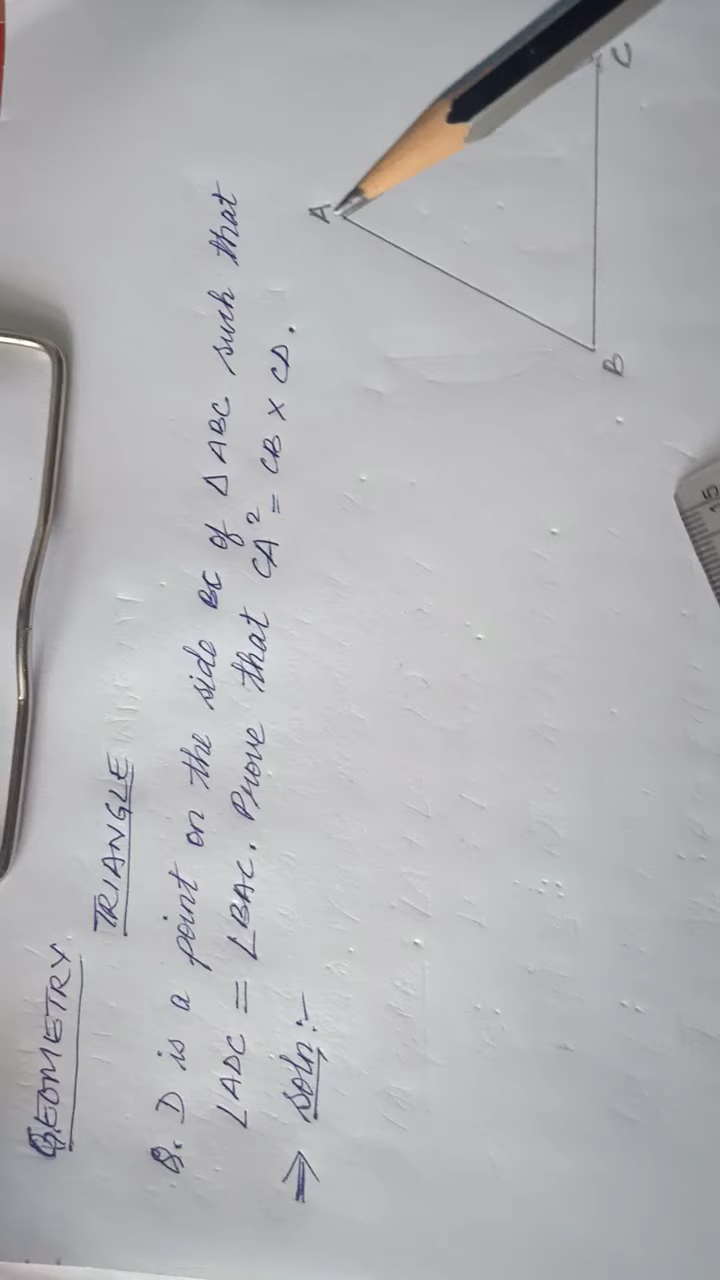 GEOMETRY
TRIANGLE
Q. D is a point on the side BC of Δ ABC such that
∠ADC = ∠BAC. Prove that CA² = CB × CD.
⇒ Soln:-
A
B
C
15